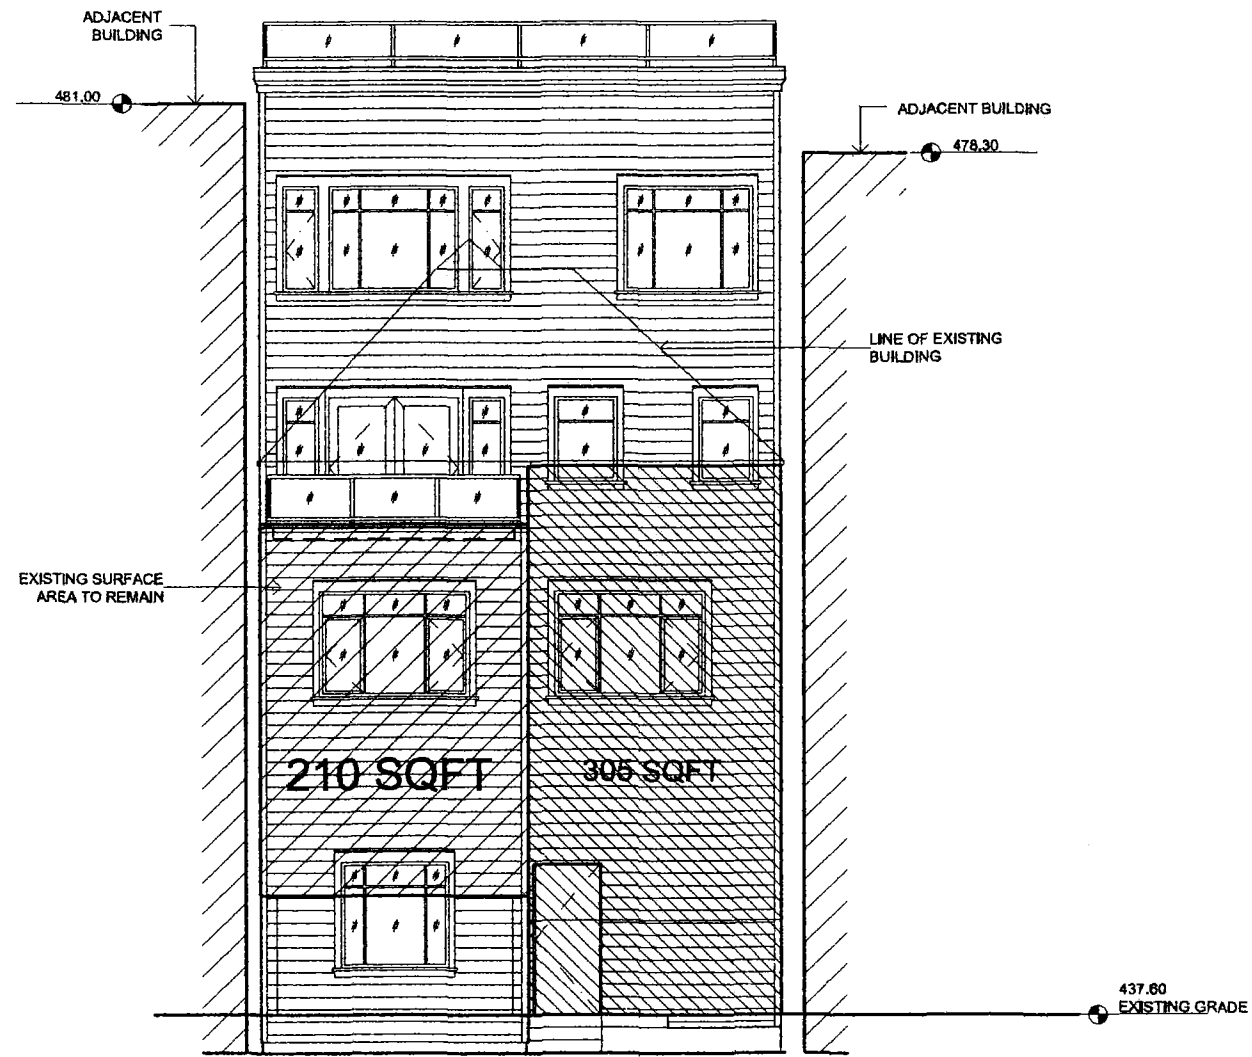 ADJACENT
BUILDING
481.00
ADJACENT BUILDING
478.30
LINE OF EXISTING
BUILDING
EXISTING SURFACE
AREA TO REMAIN
210 SQFT
305 SQFT
437.60
EXISTING GRADE